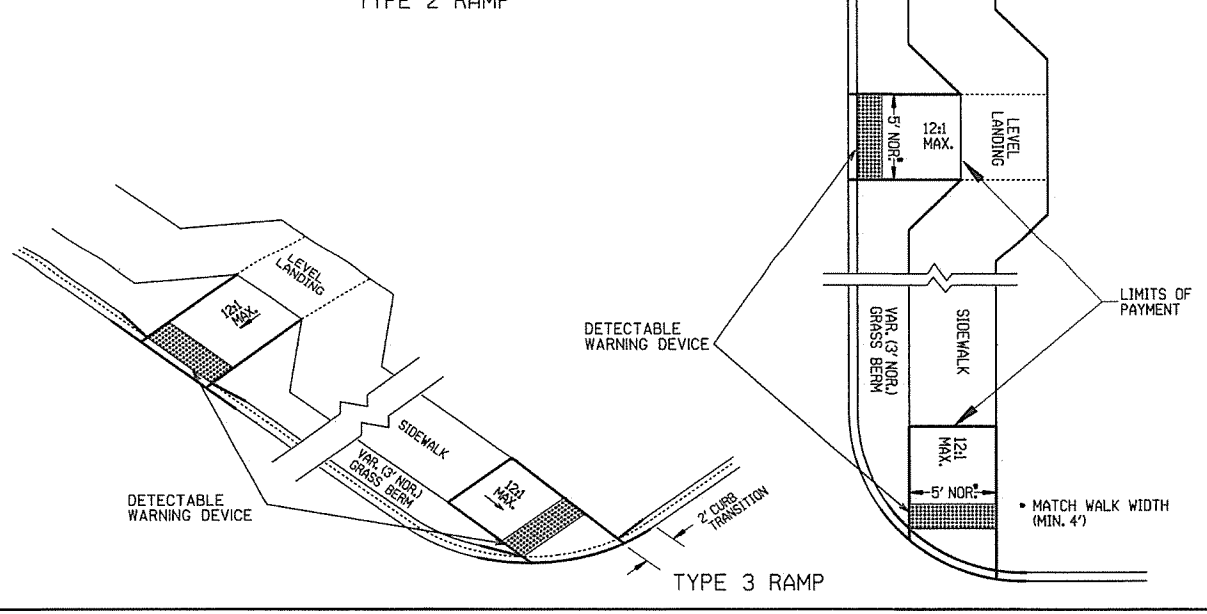 TYPE 2 RAMP
5' NOR.*
12:1
MAX.
LEVEL
LANDING
LEVEL
LANDING
12:1
MAX.
LIMITS OF
PAYMENT
DETECTABLE
WARNING DEVICE
VAR. (3' NOR.)
GRASS BERM
SIDEWALK
SIDEWALK
VAR. (3' NOR.)
GRASS BERM
12:1
MAX.
12:1
MAX.
5' NOR.*
DETECTABLE
WARNING DEVICE
2' CURB
TRANSITION
* MATCH WALK WIDTH
(MIN. 4')
TYPE 3 RAMP